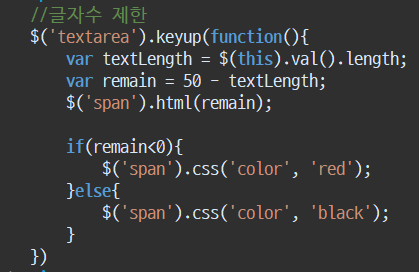 //글자수 제한
$('textarea').keyup(function(){
var textLength = $(this).val().length;
var remain = 50 - textLength;
$('span').html(remain);
if(remain<0){
$('span').css('color', 'red');
}else{
$('span').css('color', 'black');
}
})